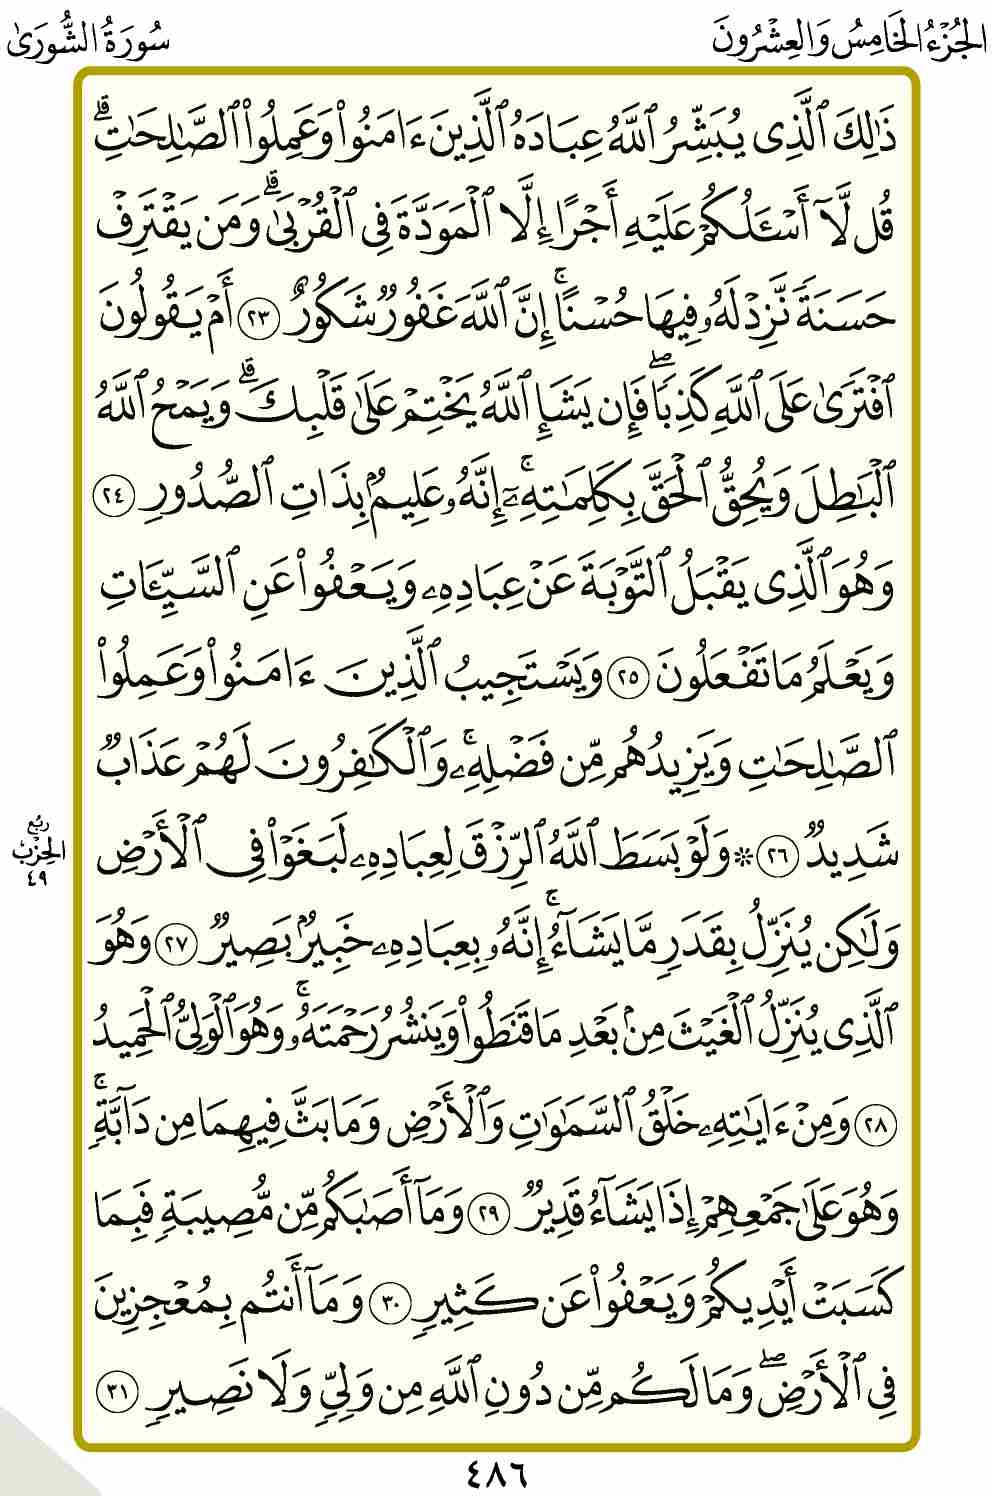 الجُزْءُ الخَامِسُ وَالعِشْرُونَ
سُورَةُ الشُّورَىٰ
ذَٰلِكَ ٱلَّذِى يُبَشِّرُ ٱللَّهُ عِبَادَهُ ٱلَّذِينَ ءَامَنُوا۟ وَعَمِلُوا۟ ٱلصَّـٰلِحَـٰتِ ۗ
قُل لَّآ أَسْـَٔلُكُمْ عَلَيْهِ أَجْرًا إِلَّا ٱلْمَوَدَّةَ فِى ٱلْقُرْبَىٰ ۗ وَمَن يَقْتَرِفْ
حَسَنَةً نَّزِدْ لَهُۥ فِيهَا حُسْنًا ۚ إِنَّ ٱللَّهَ غَفُورٌ شَكُورٌ ٢٣ أَمْ يَقُولُونَ
ٱفْتَرَىٰ عَلَى ٱللَّهِ كَذِبًا ۖ فَإِن يَشَإِ ٱللَّهُ يَخْتِمْ عَلَىٰ قَلْبِكَ ۗ وَيَمْحُ ٱللَّهُ
ٱلْبَـٰطِلَ وَيُحِقُّ ٱلْحَقَّ بِكَلِمَـٰتِهِۦٓ ۚ إِنَّهُۥ عَلِيمٌۢ بِذَاتِ ٱلصُّدُورِ ٢٤
وَهُوَ ٱلَّذِى يَقْبَلُ ٱلتَّوْبَةَ عَنْ عِبَادِهِۦ وَيَعْفُوا۟ عَنِ ٱلسَّيِّـَٔاتِ
وَيَعْلَمُ مَا تَفْعَلُونَ ٢٥ وَيَسْتَجِيبُ ٱلَّذِينَ ءَامَنُوا۟ وَعَمِلُوا۟
ٱلصَّـٰلِحَـٰتِ وَيَزِيدُهُم مِّن فَضْلِهِۦ ۚ وَٱلْكَـٰفِرُونَ لَهُمْ عَذَابٌ
شَدِيدٌ ٢٦ ۞ وَلَوْ بَسَطَ ٱللَّهُ ٱلرِّزْقَ لِعِبَادِهِۦ لَبَغَوْا۟ فِى ٱلْأَرْضِ
رُبْع
الحِزْبِ
٤٩
وَلَـٰكِن يُنَزِّلُ بِقَدَرٍ مَّا يَشَآءُ ۚ إِنَّهُۥ بِعِبَادِهِۦ خَبِيرٌۢ بَصِيرٌ ٢٧ وَهُوَ
ٱلَّذِى يُنَزِّلُ ٱلْغَيْثَ مِنۢ بَعْدِ مَا قَنَطُوا۟ وَيَنشُرُ رَحْمَتَهُۥ ۚ وَهُوَ ٱلْوَلِىُّ ٱلْحَمِيدُ
٢٨ وَمِنْ ءَايَـٰتِهِۦ خَلْقُ ٱلسَّمَـٰوَٰتِ وَٱلْأَرْضِ وَمَا بَثَّ فِيهِمَا مِن دَآبَّةٍ ۚ
وَهُوَ عَلَىٰ جَمْعِهِمْ إِذَا يَشَآءُ قَدِيرٌ ٢٩ وَمَآ أَصَـٰبَكُم مِّن مُّصِيبَةٍ فَبِمَا
كَسَبَتْ أَيْدِيكُمْ وَيَعْفُوا۟ عَن كَثِيرٍ ٣٠ وَمَآ أَنتُم بِمُعْجِزِينَ
فِى ٱلْأَرْضِ ۖ وَمَا لَكُم مِّن دُونِ ٱللَّهِ مِن وَلِىٍّ وَلَا نَصِيرٍ ٣١
٤٨٦